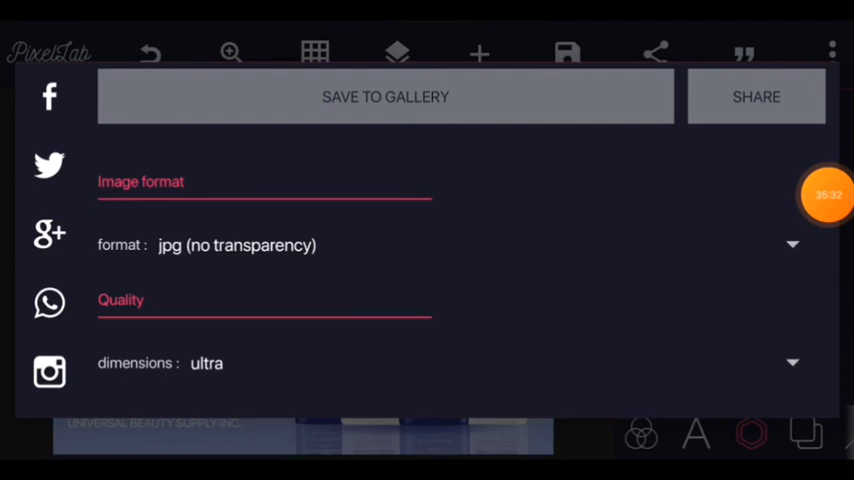 PixelLab
SAVE TO GALLERY
SHARE
Image format
35:32
format : jpg (no transparency)
Quality
dimensions : ultra
UNIVERSAL BEAUTY SUPPLY INC.